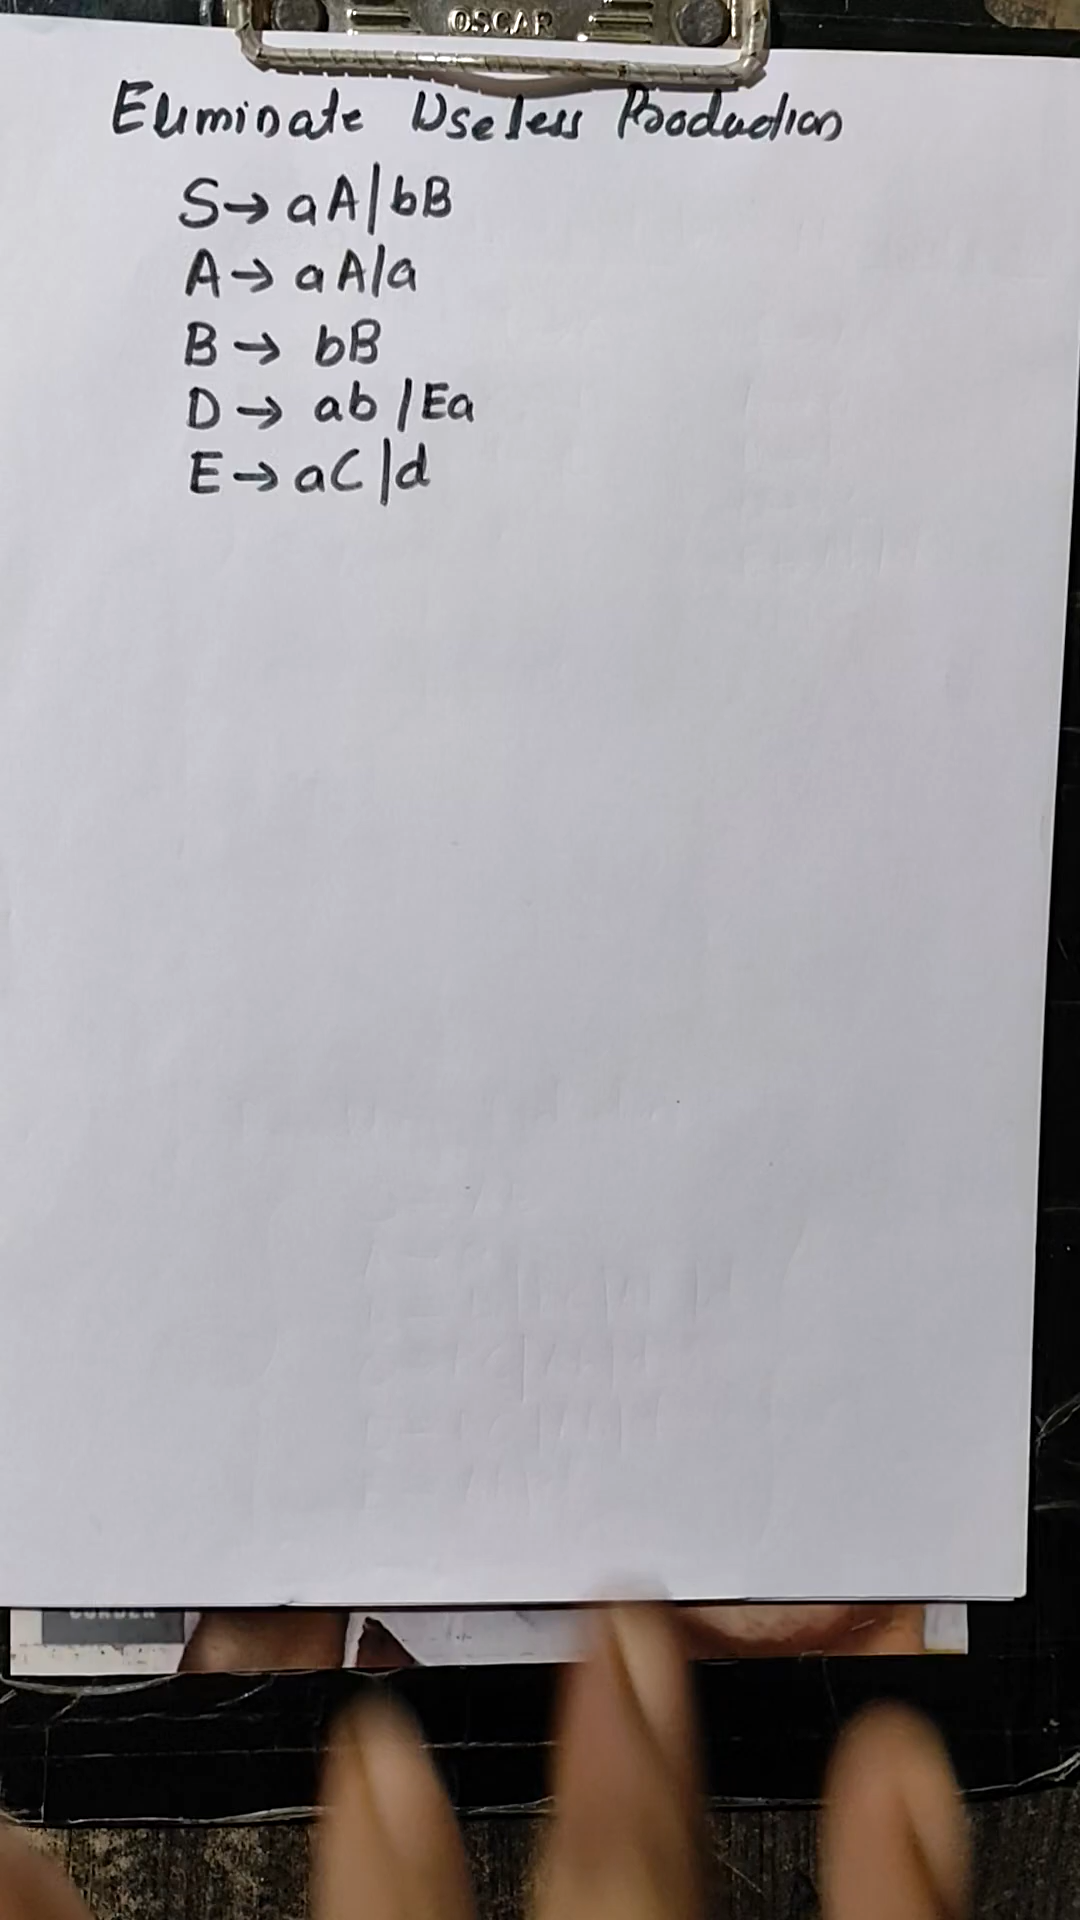 OSCAR
Eliminate Useless Production
S→ aA|bB
A→ aA|a
B→ bB
D→ ab|Ea
E→aC|d